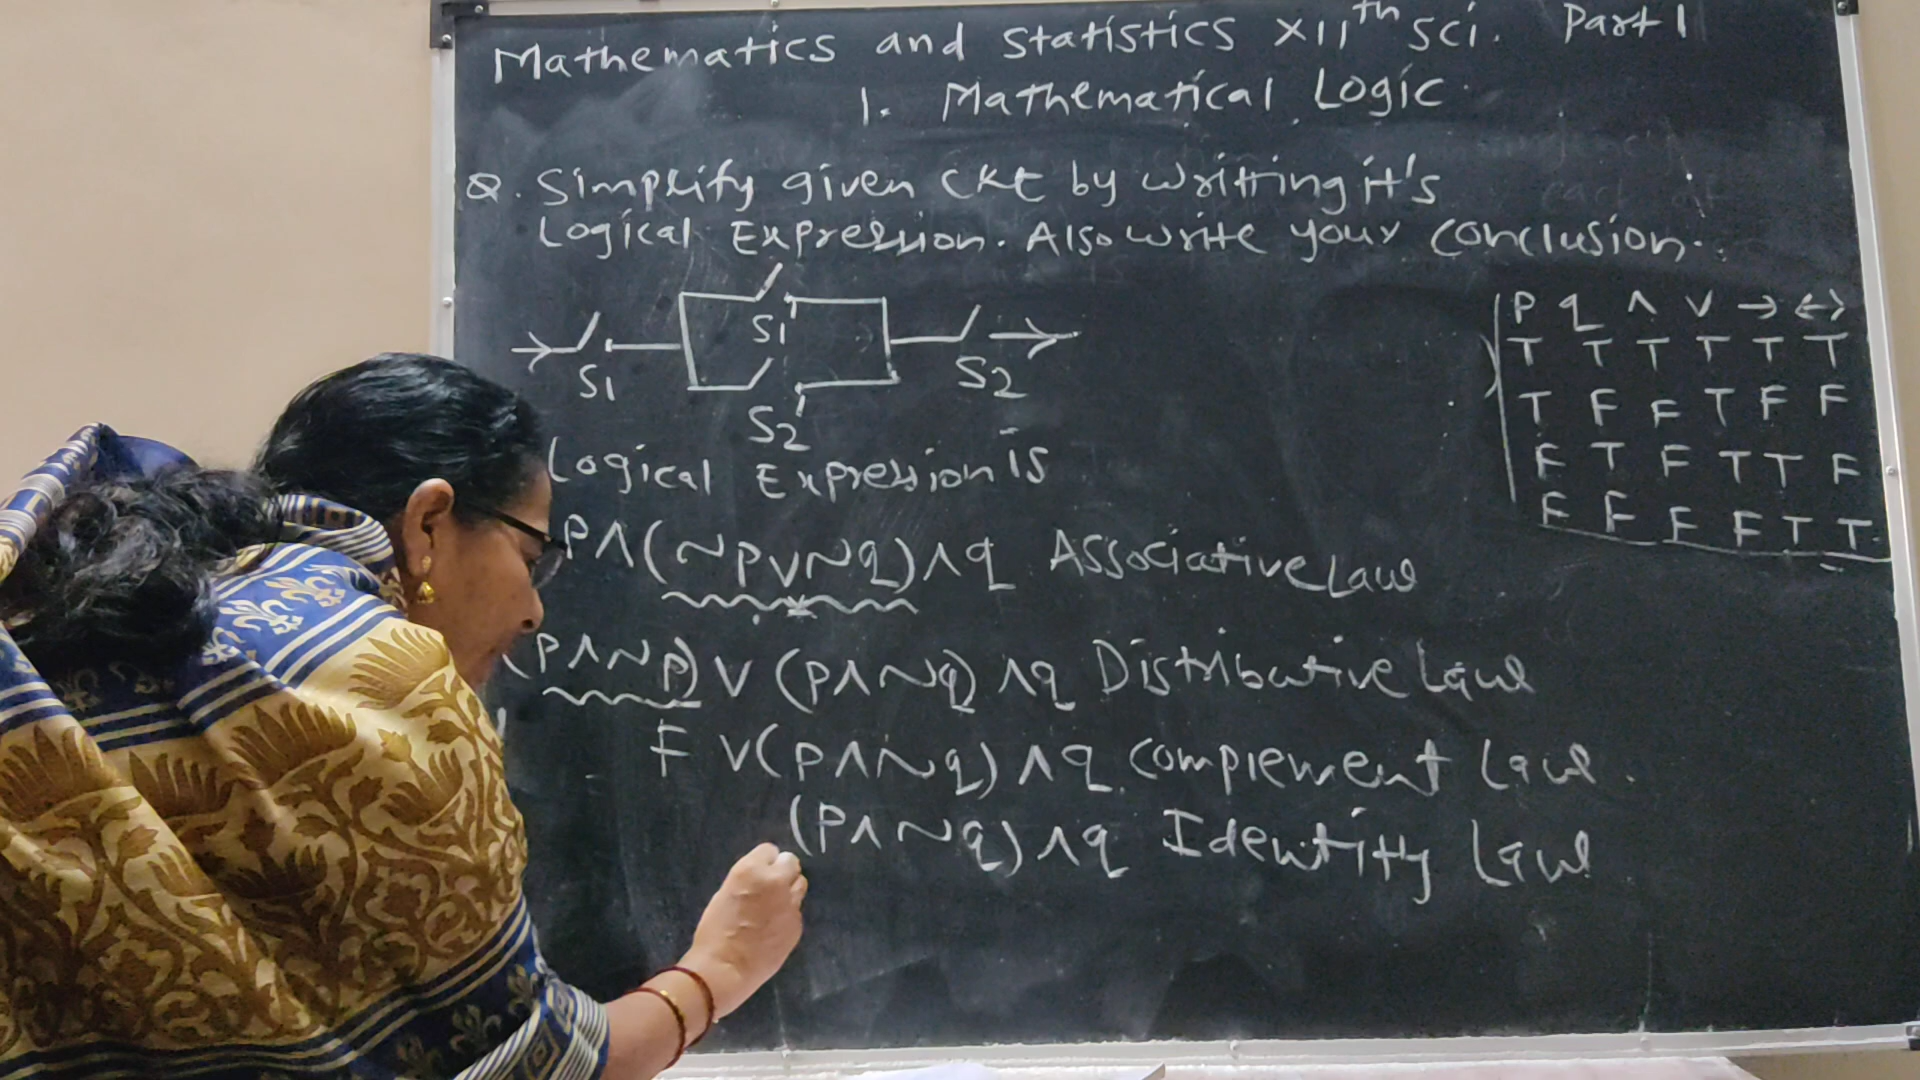 Mathematics and Statistics XIIth Sci. Part 1
1. Mathematical Logic.
Q. Simplify given CKt by writting it's
Logical Expression. Also write your conclusion.
S1'
S1
S2
S2'
Logical Expression is
P∧(~P∨~q)∧q Associative Law
(P∧~P)∨(P∧~q)∧q Distributive Law
F ∨(P∧~q)∧q Complement Law.
(P∧~q)∧q Identity Law
P q ∧ ∨ → ↔
T T T T T T
T F F T F F
F T F T T F
F F F F T T